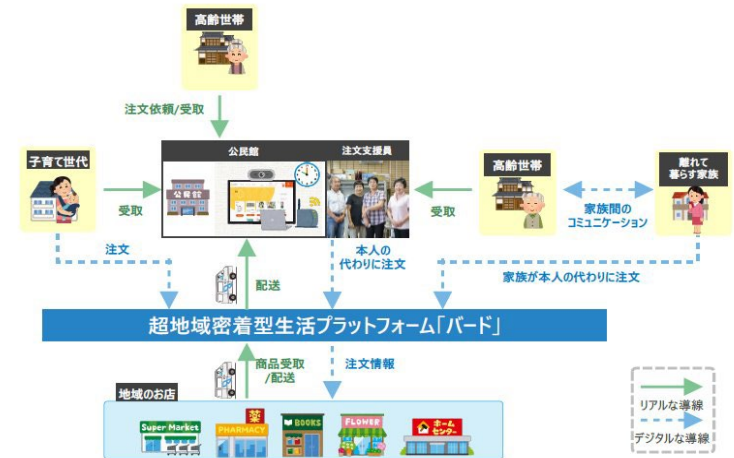 高齢世帯
注文依頼/受取
公民館
注文支援員
子育て世代
公民館
高齢世帯
離れて
暮らす家族
受取
受取
家族間の
コミュニケーション
注文
本人の
代わりに注文
配送
家族が本人の代わりに注文
超地域密着型生活プラットフォーム「バード」
商品受取
/配送
注文情報
地域のお店
Super Market
薬
PHARMACY
BOOKS
FLOWER
ホーム
センター
リアルな導線
デジタルな導線